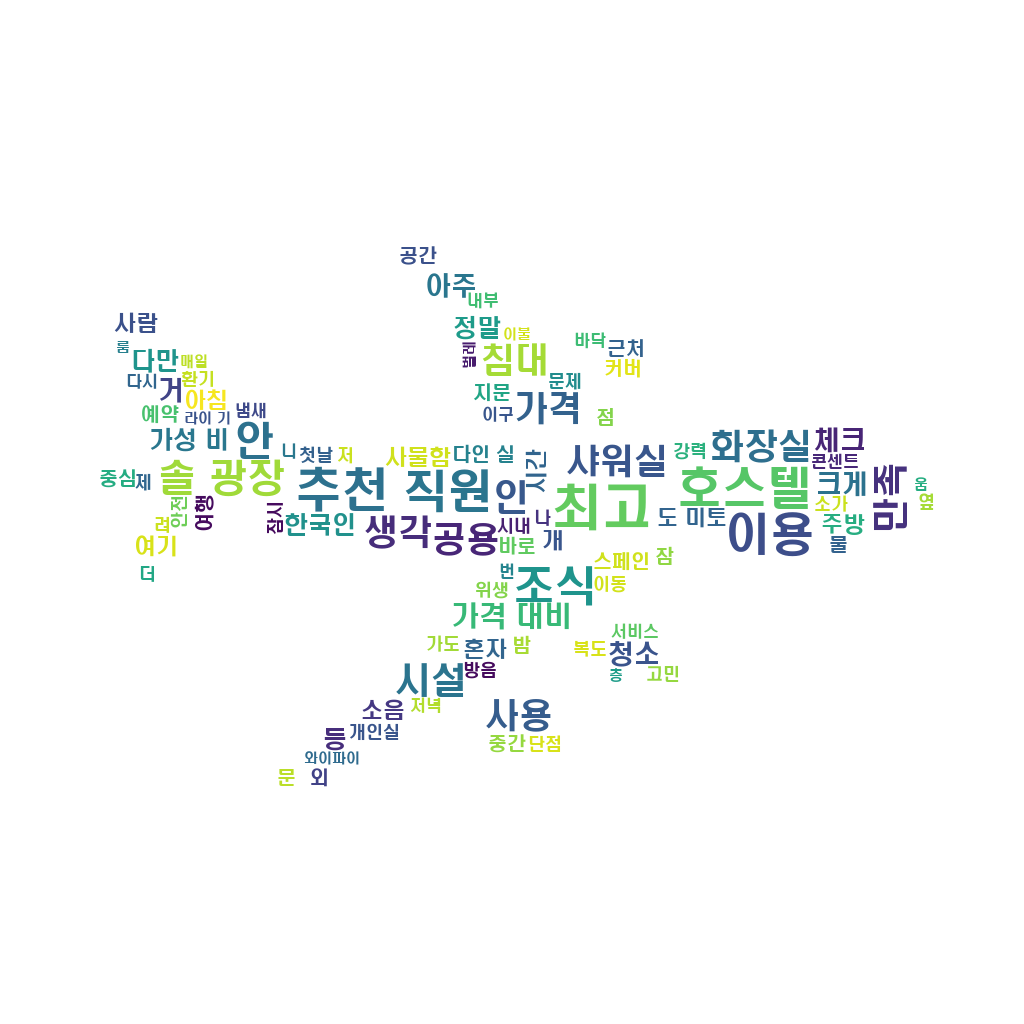 공간
아주
내부
사람
정말
이불
바닥
룸
근처
다만
매일
벌레
침대
커버
다시
환기
문제
거
아침
지문
가격
예약
라이 기
냄새
이구
점
가성 비
안
화장실
체크
니
첫날
저
사물함
다인 실
시간
샤워실
강력
콘센트
중심
제
솔 광장
추천 직원
인
최고
호스텔
크게
만족
움
려
안전
여행
잠시
한국인
생각
공용
시내
나
도 미토
이용
소가
옆
주방
여기
바로
개
물
더
번
조식
스페인
잠
위생
이동
가격 대비
서비스
가도
혼자
밤
복도
청소
시설
방음
층
고민
소음
저녁
사용
등
개인실
중간
단점
와이파이
문
외